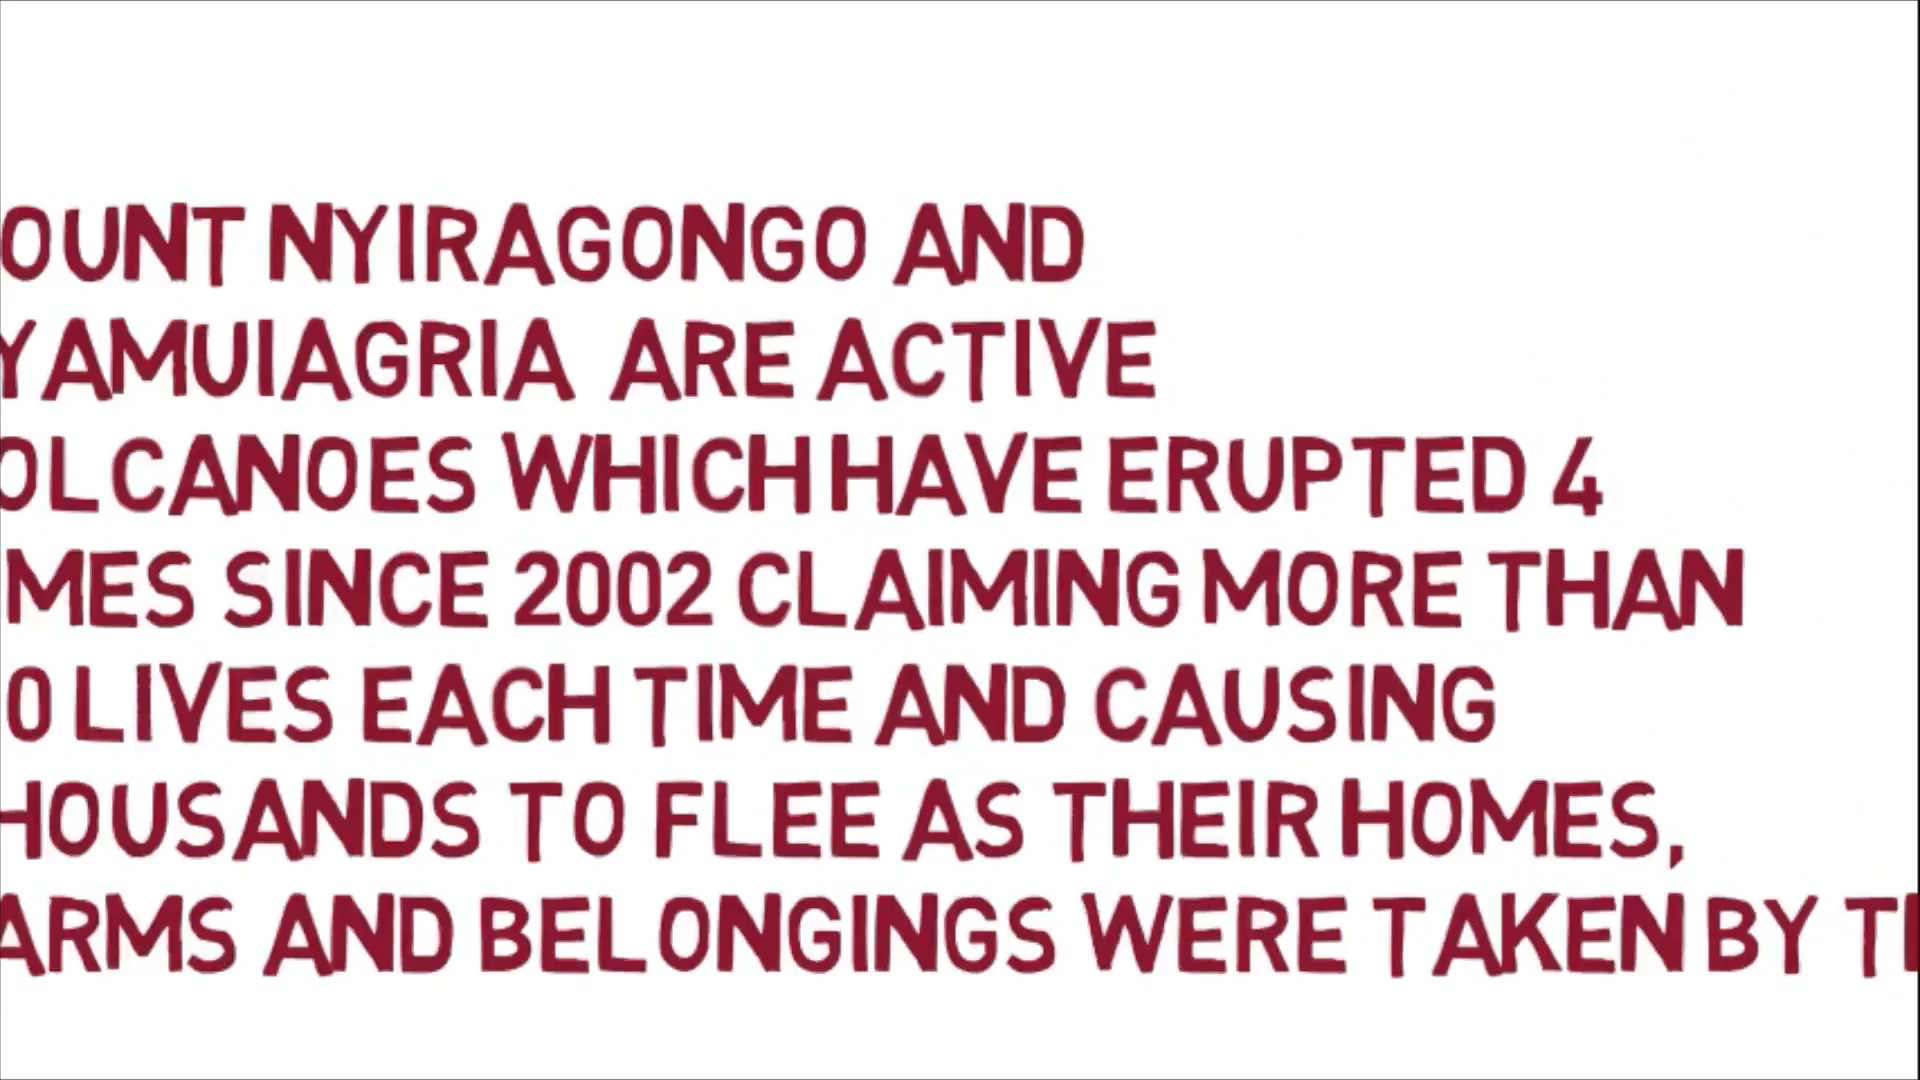 OUNT NYIRAGONGO AND
YAMUIAGRIA ARE ACTIVE
OLCANOES WHICH HAVE ERUPTED 4
MES SINCE 2002 CLAIMING MORE THAN
0 LIVES EACH TIME AND CAUSING
HOUSANDS TO FLEE AS THEIR HOMES,
ARMS AND BELONGINGS WERE TAKEN BY T